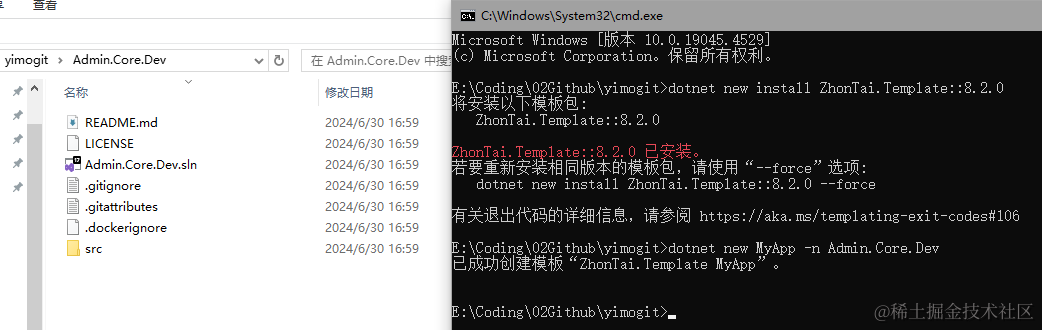 查看
yimogit > Admin.Core.Dev
在 Admin.Core.Dev 中搜
名称 修改日期
README.md 2024/6/30 16:59
LICENSE 2024/6/30 16:59
Admin.Core.Dev.sln 2024/6/30 16:59
.gitignore 2024/6/30 16:59
.gitattributes 2024/6/30 16:59
.dockerignore 2024/6/30 16:59
src 2024/6/30 16:59
C:\Windows\System32\cmd.exe
Microsoft Windows [版本 10.0.19045.4529]
(c) Microsoft Corporation。保留所有权利。
E:\Coding\02Github\yimogit>dotnet new install ZhonTai.Template::8.2.0
将安装以下模板包:
ZhonTai.Template::8.2.0
ZhonTai.Template::8.2.0 已安装。
若要重新安装相同版本的模板包，请使用“--force”选项:
dotnet new install ZhonTai.Template::8.2.0 --force
有关退出代码的详细信息，请参阅 https://aka.ms/templating-exit-codes#106
E:\Coding\02Github\yimogit>dotnet new MyApp -n Admin.Core.Dev
已成功创建模板“ZhonTai.Template MyApp”。
E:\Coding\02Github\yimogit>
@稀土掘金技术社区